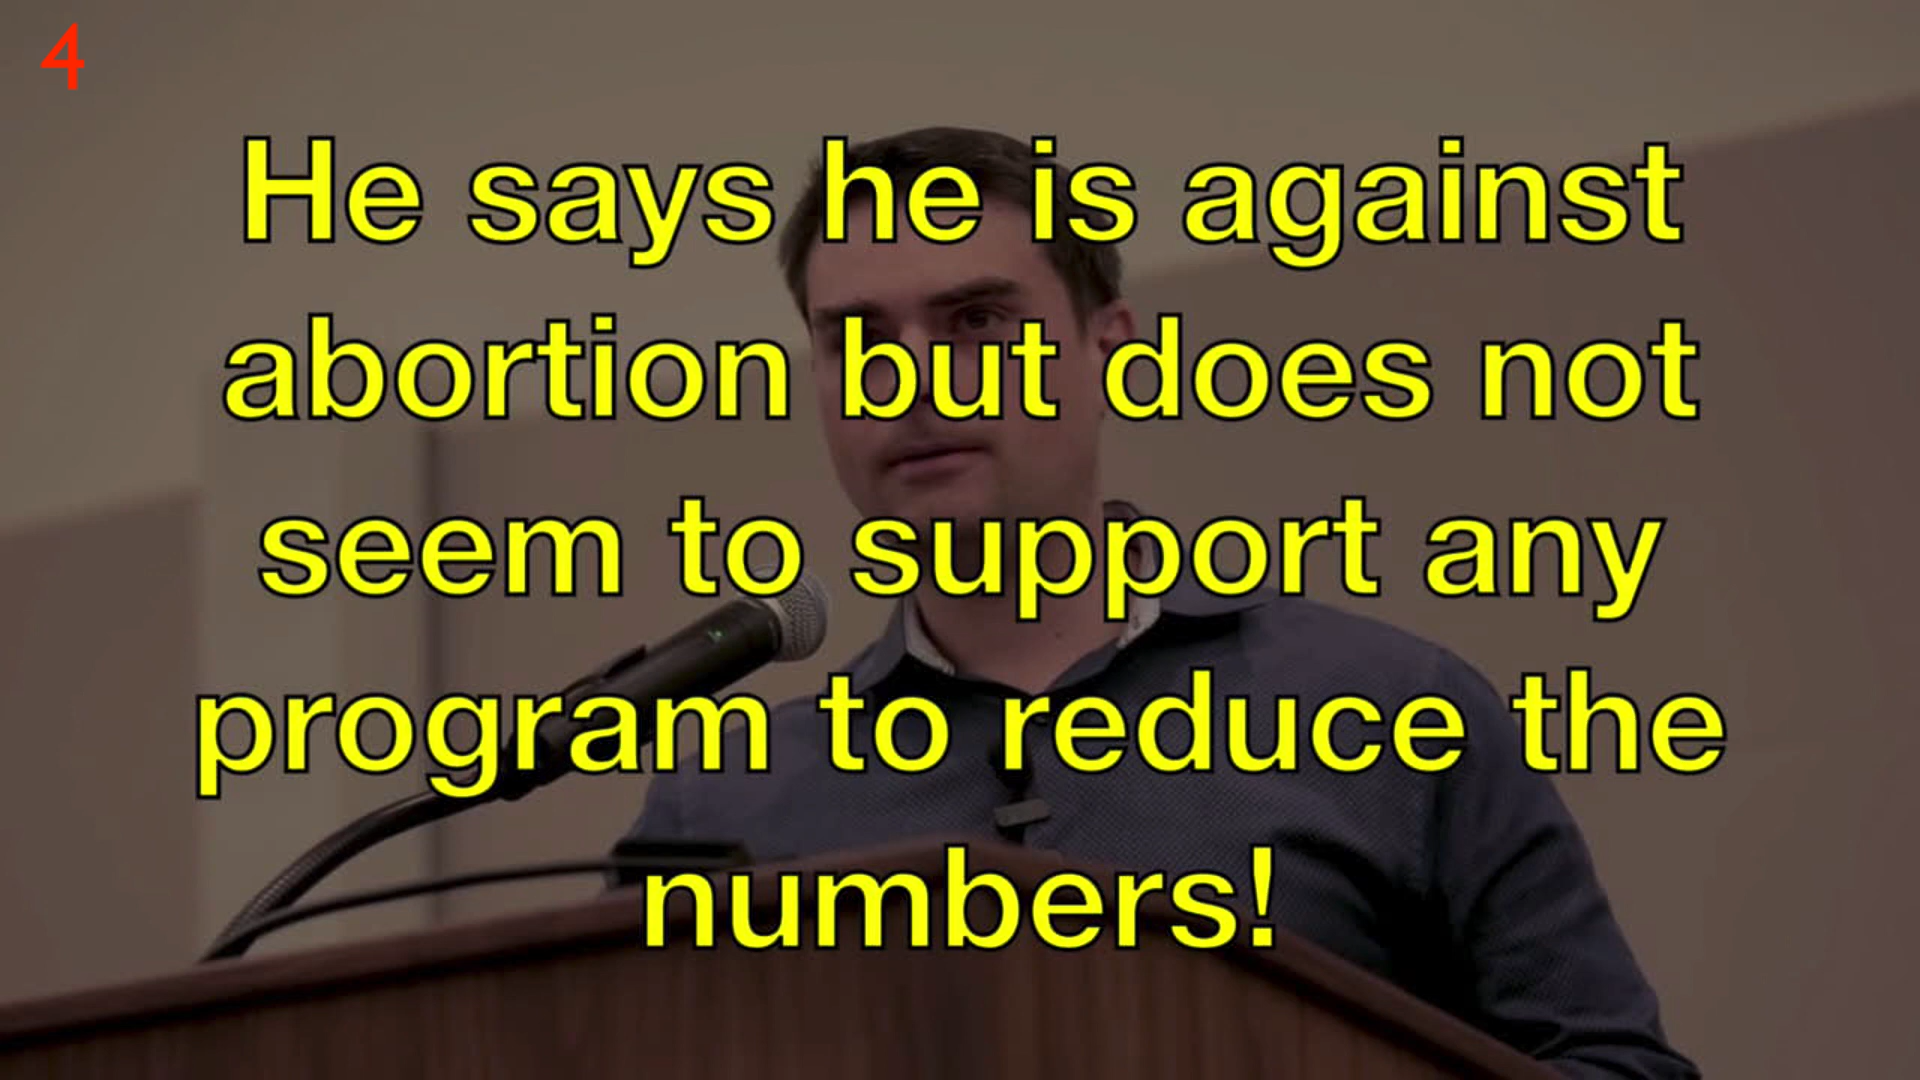 4
He says he is against
abortion but does not
seem to support any
program to reduce the
numbers!